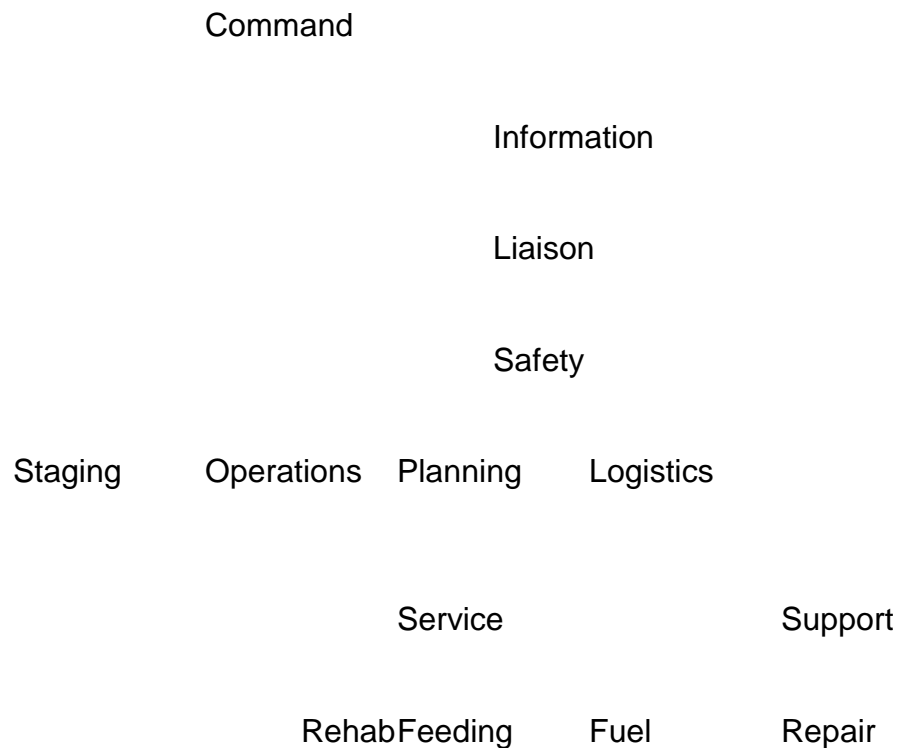 Command
Information
Liaison
Safety
Staging Operations Planning Logistics
Service Support
RehabFeeding Fuel Repair